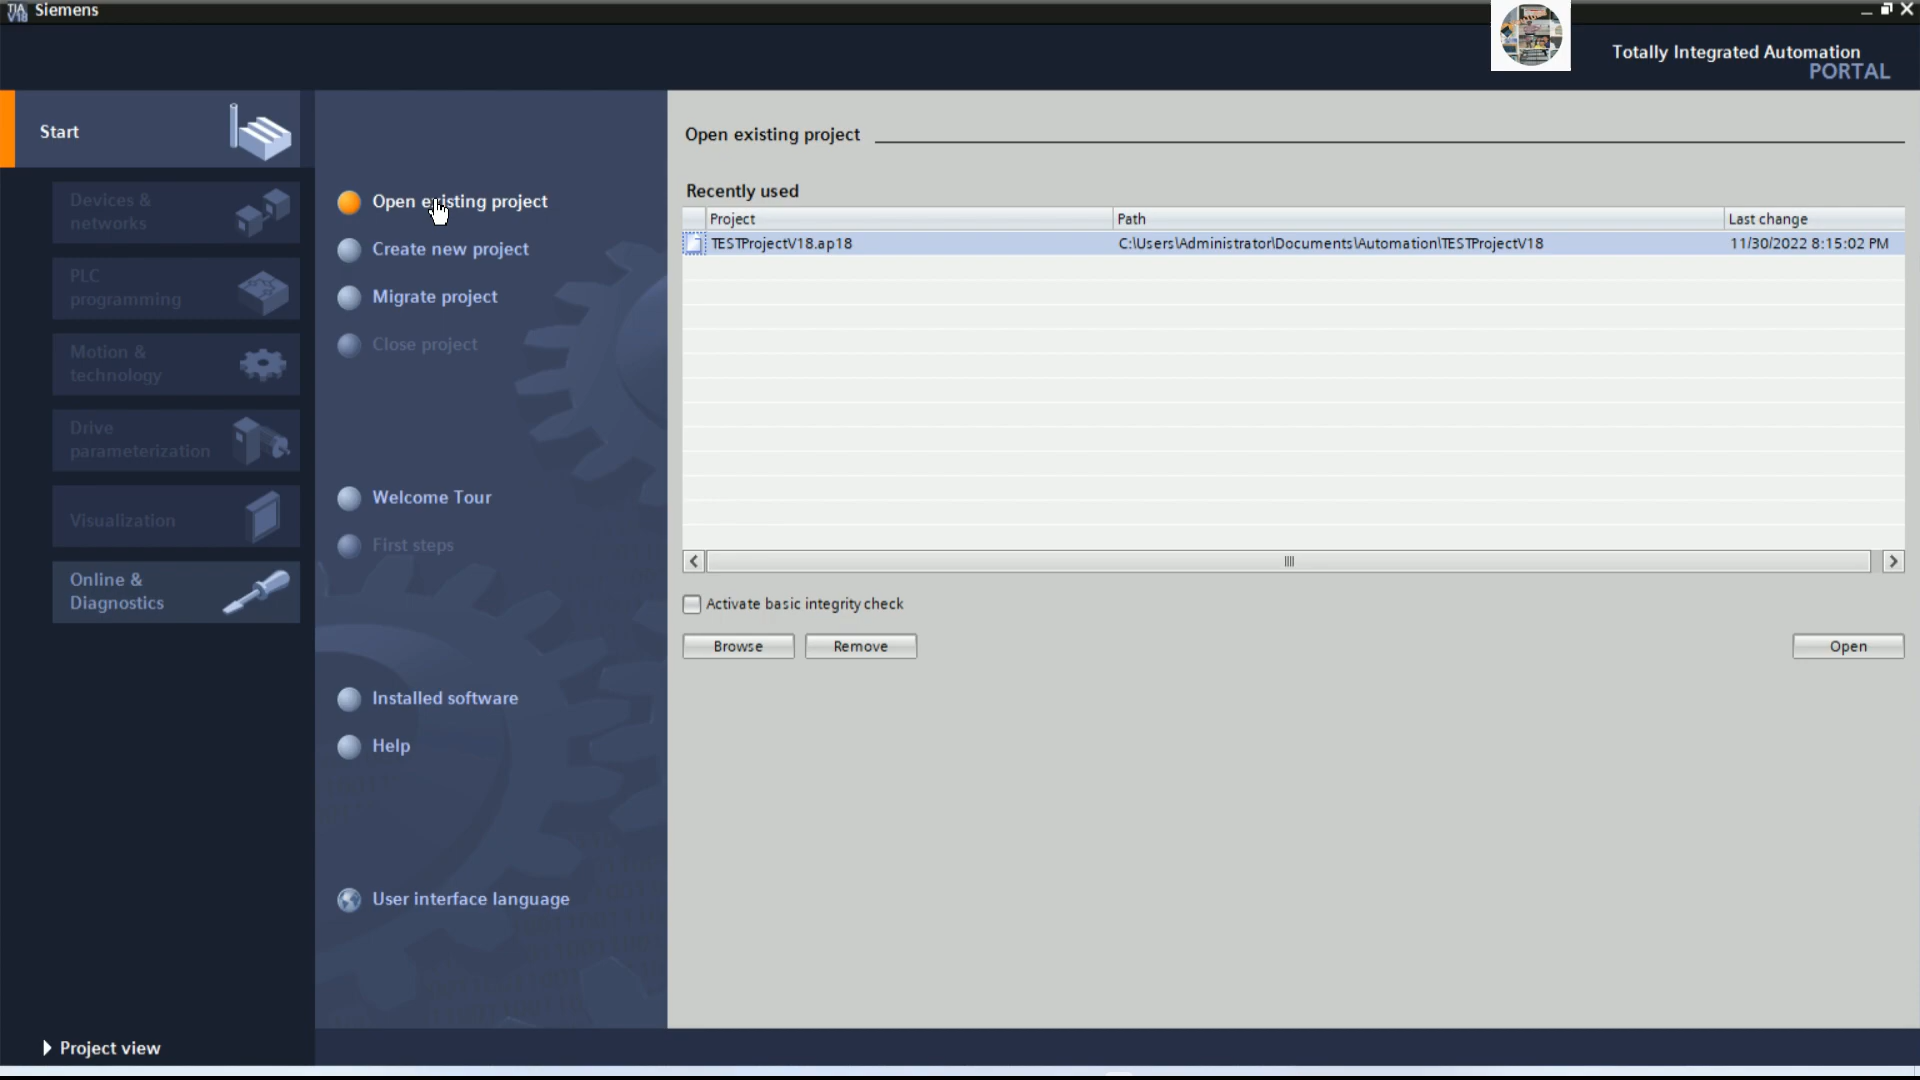 TIA
V18
Siemens
Totally Integrated Automation
PORTAL
Start
Devices &
networks
PLC
programming
Motion &
technology
Drive
parameterization
Visualization
Online &
Diagnostics
Open existing project
Create new project
Migrate project
Close project
Welcome Tour
First steps
Installed software
Help
User interface language
Open existing project
Recently used
Project Path Last change
TESTProjectV18.ap18 C:\Users\Administrator\Documents\Automation\TESTProjectV18 11/30/2022 8:15:02 PM
Activate basic integrity check
Browse Remove Open
Project view